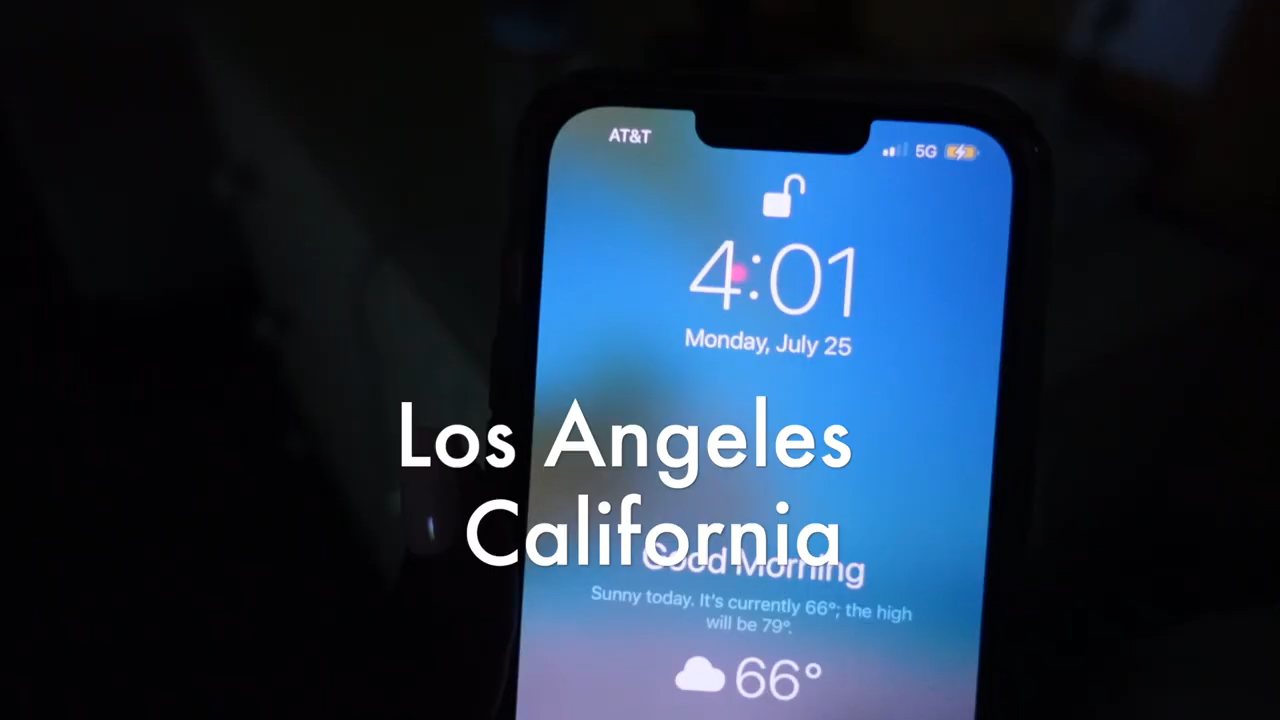 AT&T
5G
4:01
Monday, July 25
Los Angeles
California
Good Morning
Sunny today. It's currently 66°; the high
will be 79°.
66°